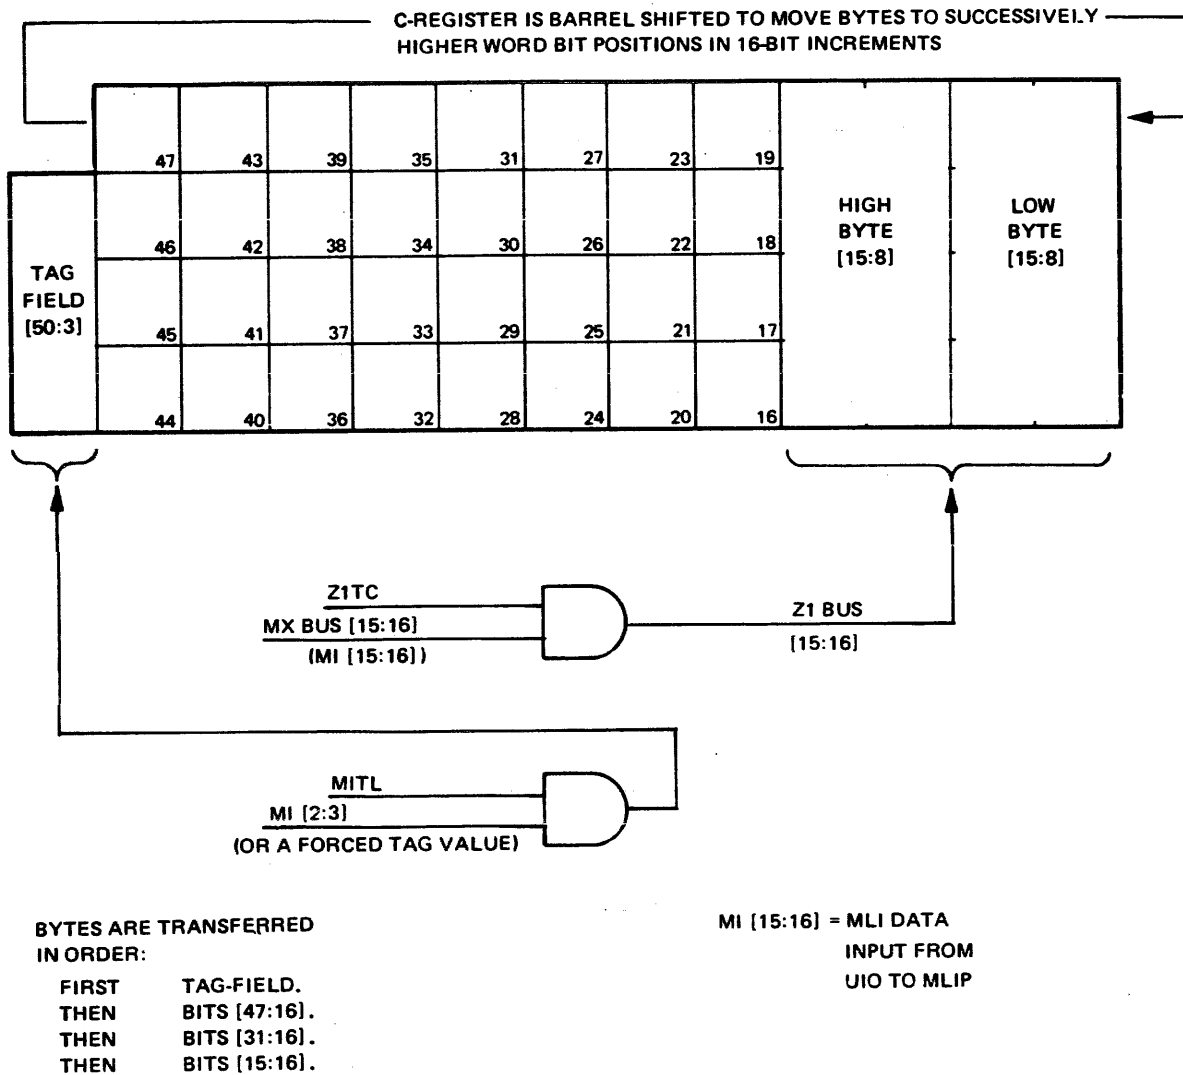 C-REGISTER IS BARREL SHIFTED TO MOVE BYTES TO SUCCESSIVELY
HIGHER WORD BIT POSITIONS IN 16-BIT INCREMENTS
47 43 39 35 31 27 23 19
46 42 38 34 30 26 22 18
45 41 37 33 29 25 21 17
44 40 36 32 28 24 20 16
TAG
FIELD
[50:3]
HIGH
BYTE
[15:8]
LOW
BYTE
[15:8]
Z1TC
MX BUS [15:16]
(MI [15:16])
Z1 BUS
[15:16]
MITL
MI [2:3]
(OR A FORCED TAG VALUE)
BYTES ARE TRANSFERRED
IN ORDER:
FIRST TAG-FIELD.
THEN BITS [47:16].
THEN BITS [31:16].
THEN BITS [15:16].
MI [15:16] = MLI DATA
INPUT FROM
UIO TO MLIP